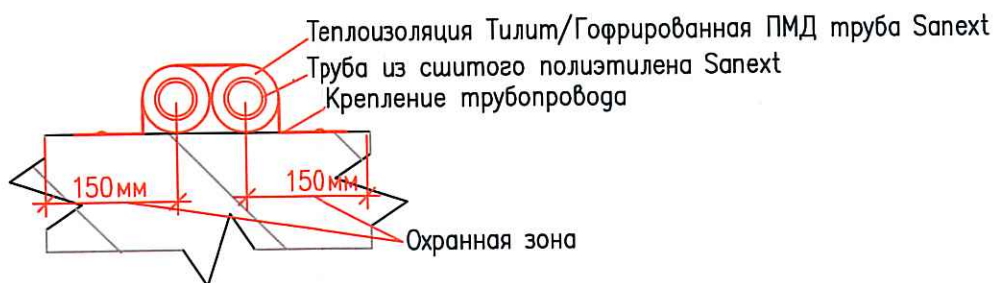 Теплоизоляция Тилит/Гофрированная ПМД труба Sanext
Труба из сшитого полиэтилена Sanext
Крепление трубопровода
150мм 150мм
Охранная зона